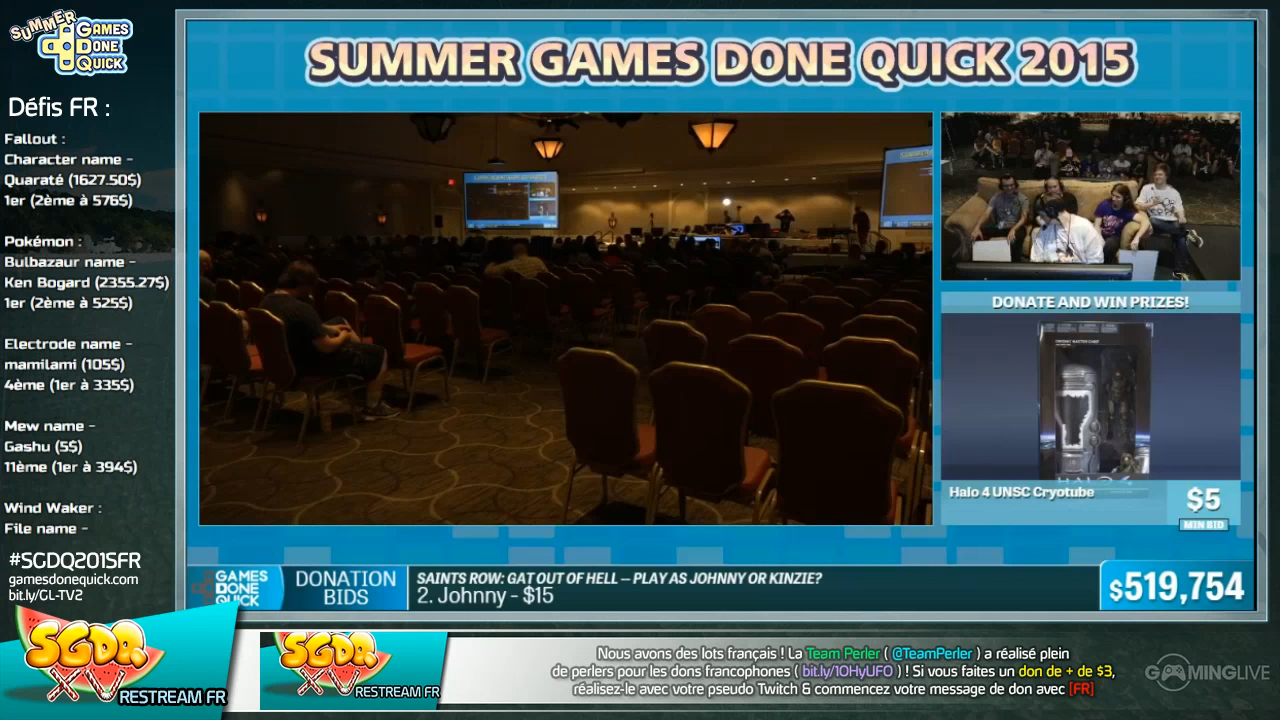 SUMMER
GAMES
DONE
QUICK
SUMMER GAMES DONE QUICK 2015
Défis FR :
Fallout :
Character name -
Quaraté (1627.50$)
1er (2ème à 576$)
Pokémon :
Bulbazaur name -
Ken Bogard (2355.27$)
1er (2ème à 525$)
Electrode name -
mamilami (105$)
4ème (1er à 335$)
Mew name -
Gashu (5$)
11ème (1er à 394$)
Wind Waker :
File name -
#SGDQ2015FR
gamesdonequick.com
bit.ly/GL-TV2
DONATE AND WIN PRIZES!
HALO 4
Halo 4 UNSC Cryotube
$5
MIN BID
GAMES
DONE
QUICK
DONATION
BIDS
SAINTS ROW: GAT OUT OF HELL -- PLAY AS JOHNNY OR KINZIE?
2. Johnny - $15
$519,754
SGDQ
XV
RESTREAM FR
SGDQ
XV
RESTREAM FR
Nous avons des lots français ! La Team Perler ( @TeamPerler ) a réalisé plein
de perlers pour les dons francophones ( bit.ly/1OHyUFO ) ! Si vous faites un don de + de $3,
réalisez-le avec votre pseudo Twitch & commencez votre message de don avec [FR]
GAMINGLIVE